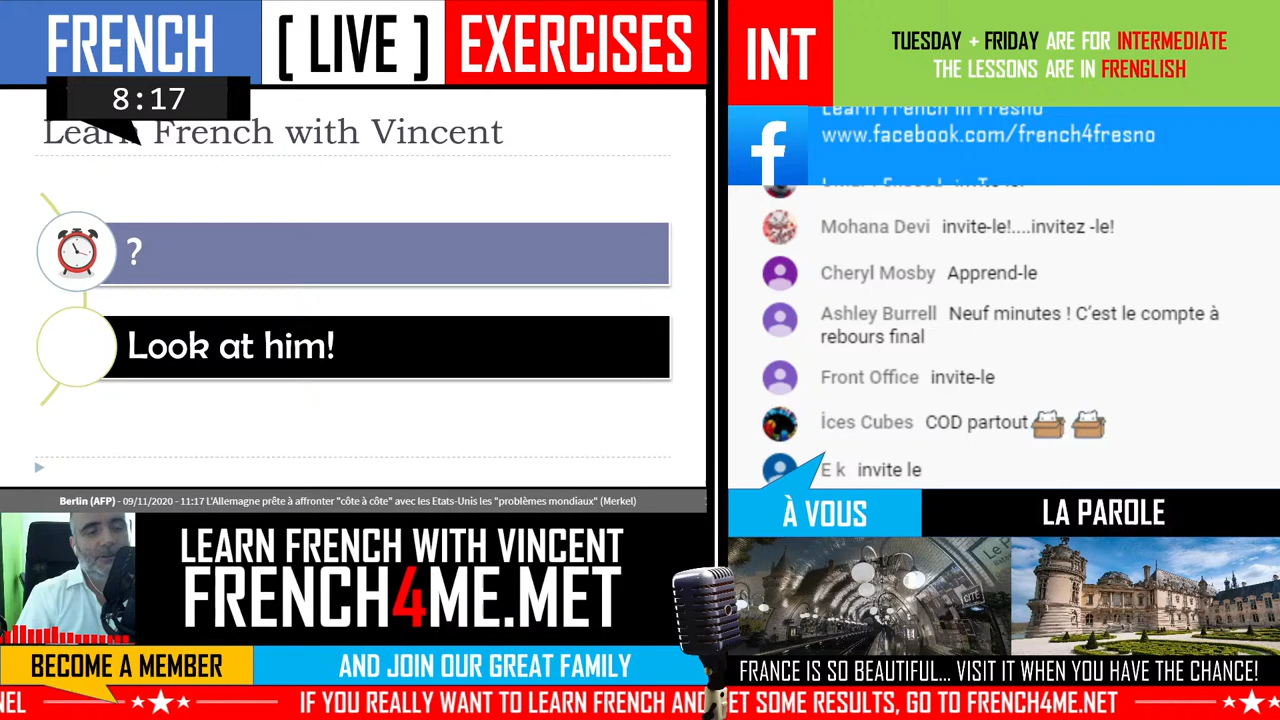 FRENCH [ LIVE ] EXERCISES
8:17
Learn French with Vincent
?
Look at him!
Berlin (AFP) - 09/11/2020 - 11:17 L'Allemagne prête à affronter "côte à côte" avec les Etats-Unis les "problèmes mondiaux" (Merkel)
LEARN FRENCH WITH VINCENT
FRENCH4ME.MET
BECOME A MEMBER
AND JOIN OUR GREAT FAMILY
INT
TUESDAY + FRIDAY ARE FOR INTERMEDIATE
THE LESSONS ARE IN FRENGLISH
Learn French in Fresno
www.facebook.com/french4fresno
Mohana Devi invite-le!....invitez -le!
Cheryl Mosby Apprend-le
Ashley Burrell Neuf minutes ! C'est le compte à
rebours final
Front Office invite-le
İces Cubes COD partout
E k invite le
À VOUS
LA PAROLE
CITÉ
FRANCE IS SO BEAUTIFUL... VISIT IT WHEN YOU HAVE THE CHANCE!
NEL IF YOU REALLY WANT TO LEARN FRENCH AND ET SOME RESULTS, GO TO FRENCH4ME.NET